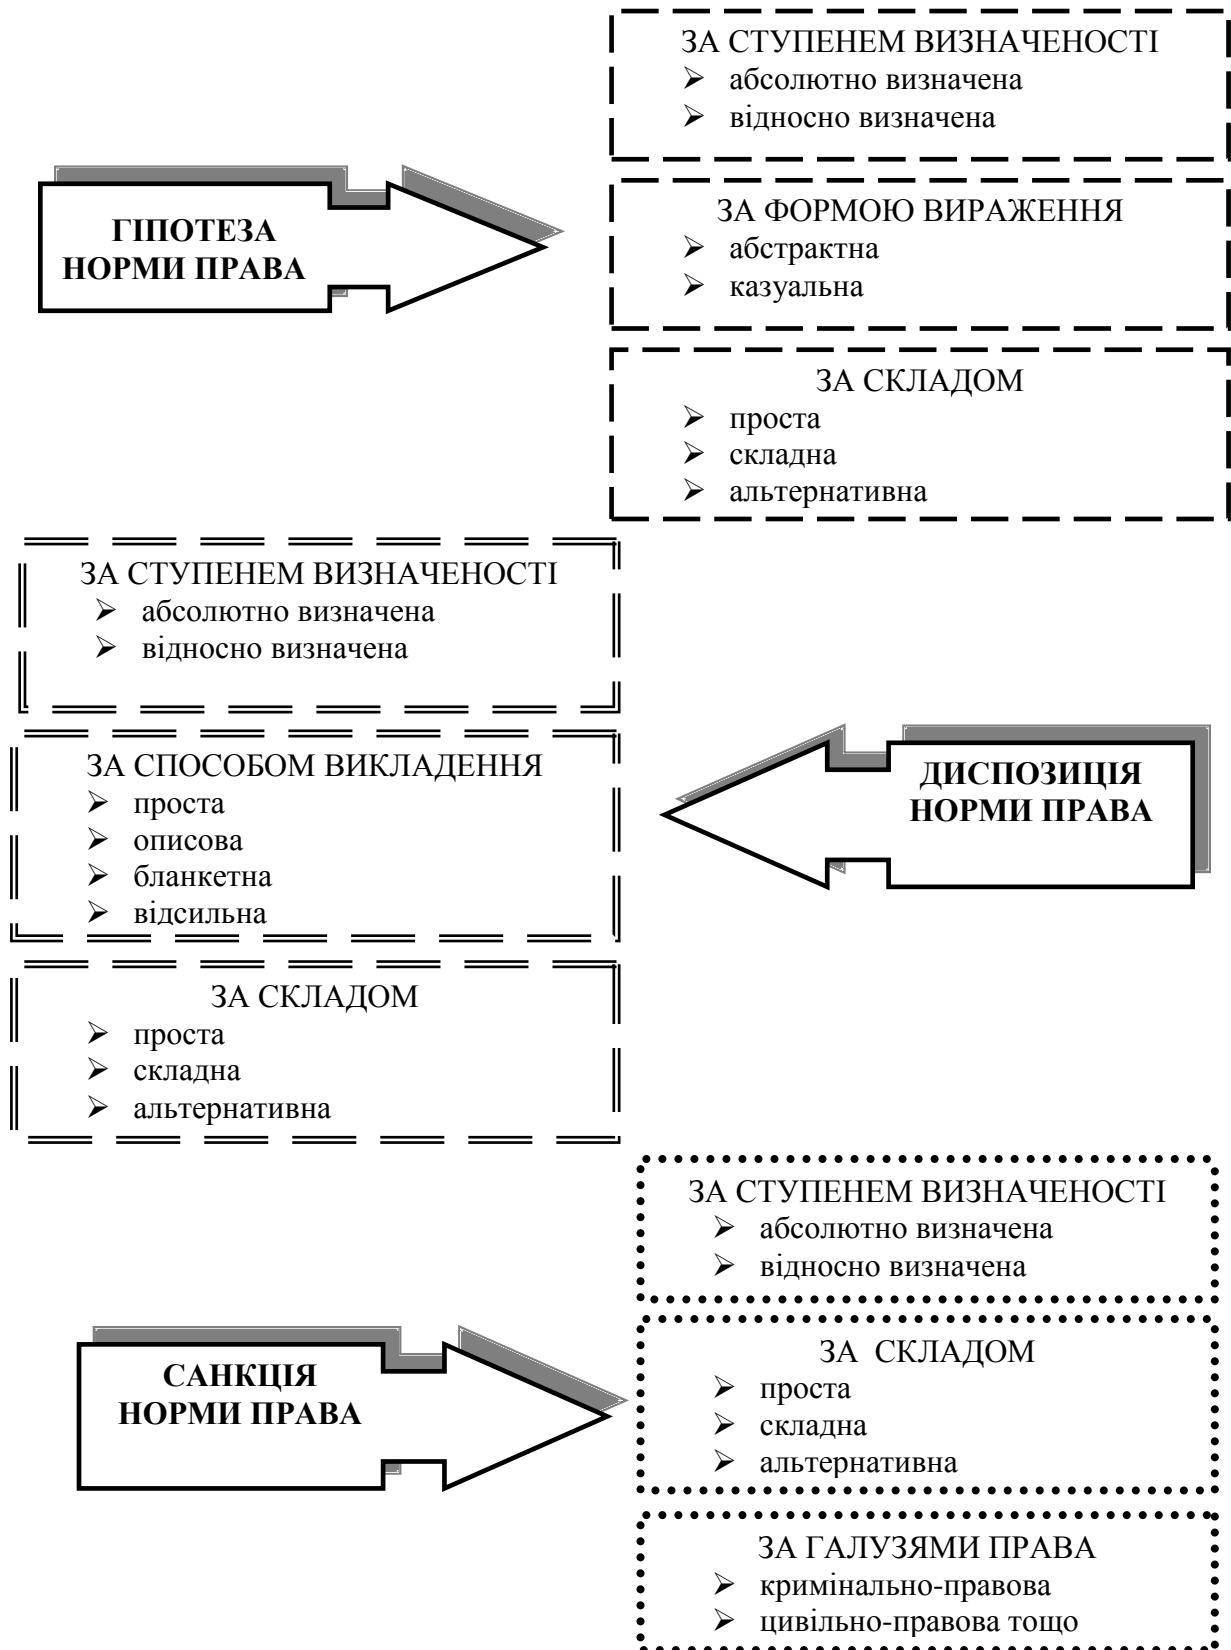 ЗА СТУПЕНЕМ ВИЗНАЧЕНОСТІ
➢ абсолютно визначена
➢ відносно визначена
ГІПОТЕЗА
НОРМИ ПРАВА
ЗА ФОРМОЮ ВИРАЖЕННЯ
➢ абстрактна
➢ казуальна
ЗА СКЛАДОМ
➢ проста
➢ складна
➢ альтернативна
ЗА СТУПЕНЕМ ВИЗНАЧЕНОСТІ
➢ абсолютно визначена
➢ відносно визначена
ДИСПОЗИЦІЯ
НОРМИ ПРАВА
ЗА СПОСОБОМ ВИКЛАДЕННЯ
➢ проста
➢ описова
➢ бланкетна
➢ відсильна
ЗА СКЛАДОМ
➢ проста
➢ складна
➢ альтернативна
ЗА СТУПЕНЕМ ВИЗНАЧЕНОСТІ
➢ абсолютно визначена
➢ відносно визначена
САНКЦІЯ
НОРМИ ПРАВА
ЗА СКЛАДОМ
➢ проста
➢ складна
➢ альтернативна
ЗА ГАЛУЗЯМИ ПРАВА
➢ кримінально-правова
➢ цивільно-правова тощо